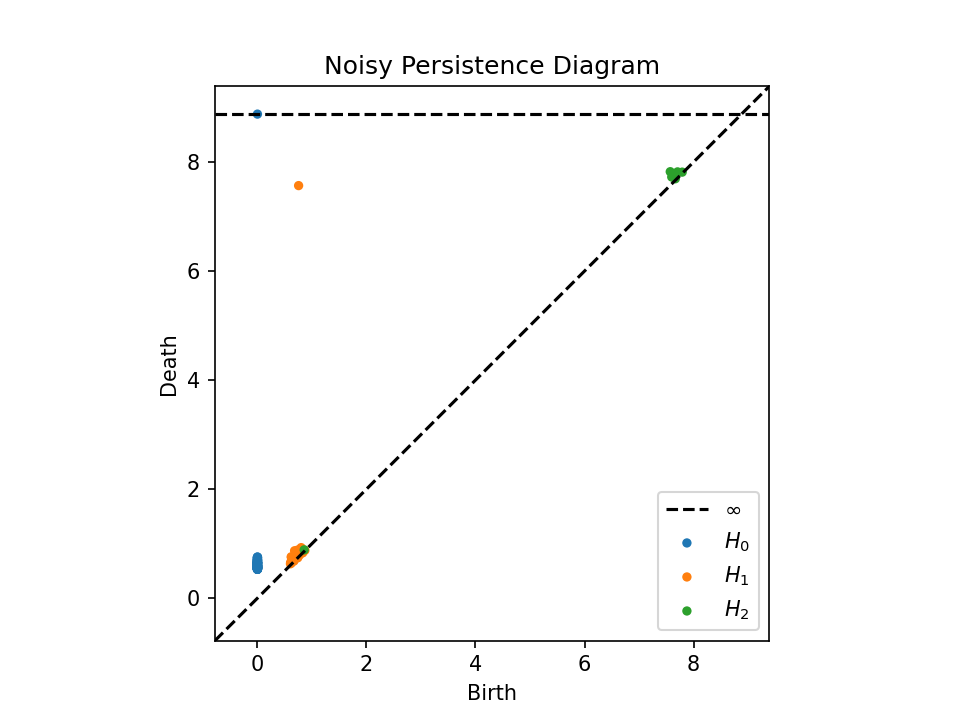 Noisy Persistence Diagram
Death
8
6
4
2
0
0 2 4 6 8
Birth
∞
H₀
H₁
H₂